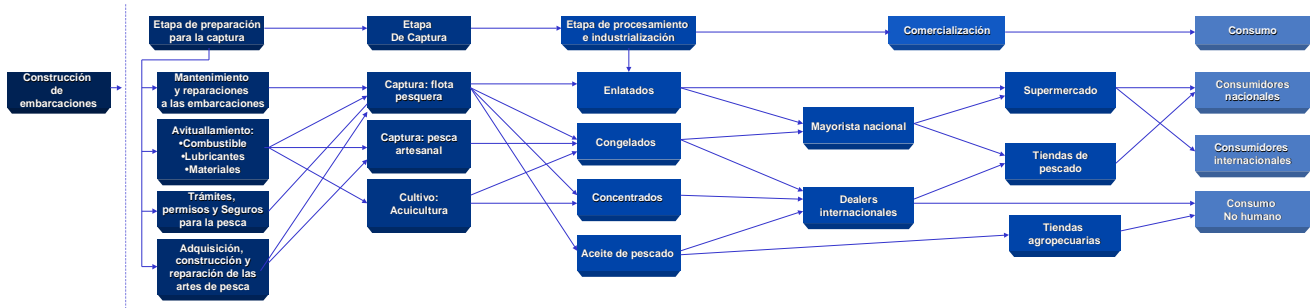 Etapa de preparación
para la captura
Etapa
De Captura
Etapa de procesamiento
e industrialización
Comercialización
Consumo
Construcción
de
embarcaciones
Mantenimiento
y reparaciones
a las embarcaciones
Captura: flota
pesquera
Enlatados
Supermercado
Consumidores
nacionales
Avituallamiento:
•Combustible
•Lubricantes
•Materiales
Captura: pesca
artesanal
Congelados
Mayorista nacional
Tiendas de
pescado
Consumidores
internacionales
Trámites,
permisos y Seguros
para la pesca
Cultivo:
Acuicultura
Concentrados
Dealers
internacionales
Consumo
No humano
Adquisición,
construcción y
reparación de las
artes de pesca
Aceite de pescado
Tiendas
agropecuarias